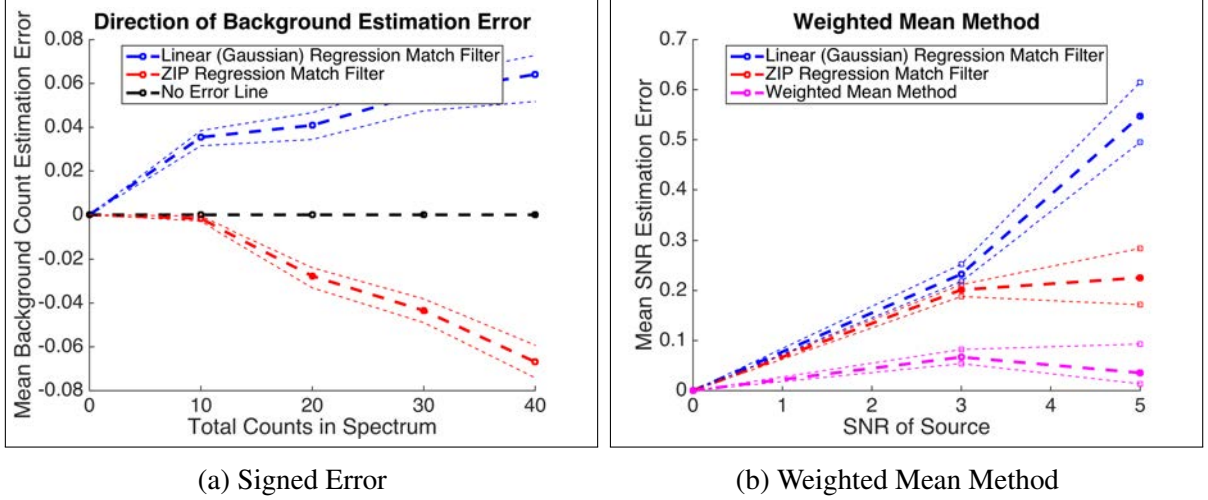 Direction of Background Estimation Error
Mean Background Count Estimation Error
0.08
0.06
0.04
0.02
0
-0.02
-0.04
-0.06
-0.08
Linear (Gaussian) Regression Match Filter
ZIP Regression Match Filter
No Error Line
0
10
20
30
40
Total Counts in Spectrum
(a) Signed Error
Weighted Mean Method
Mean SNR Estimation Error
0.7
0.6
0.5
0.4
0.3
0.2
0.1
0
Linear (Gaussian) Regression Match Filter
ZIP Regression Match Filter
Weighted Mean Method
0
1
2
3
4
5
SNR of Source
(b) Weighted Mean Method